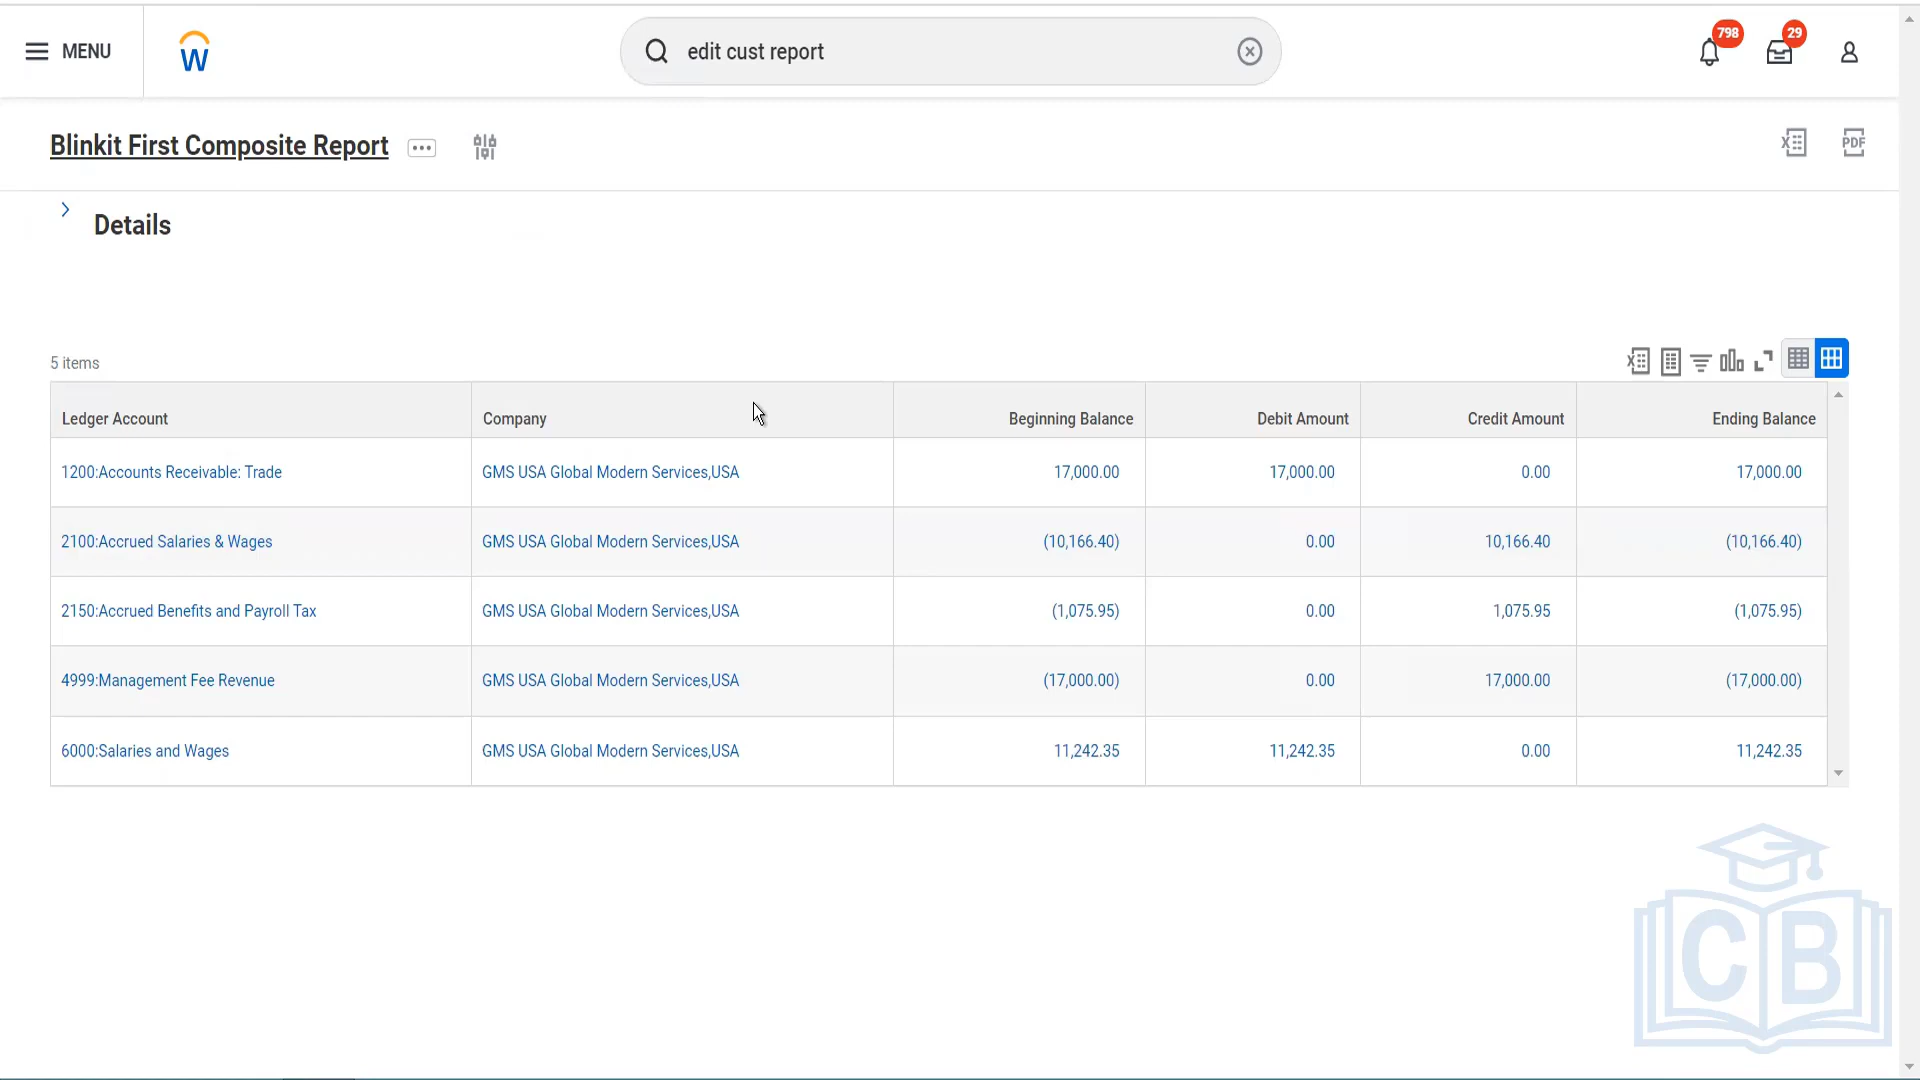 MENU
W
edit cust report
798
29
Blinkit First Composite Report
PDF
Details
5 items
Ledger Account Company Beginning Balance Debit Amount Credit Amount Ending Balance
1200:Accounts Receivable: Trade GMS USA Global Modern Services,USA 17,000.00 17,000.00 0.00 17,000.00
2100:Accrued Salaries & Wages GMS USA Global Modern Services,USA (10,166.40) 0.00 10,166.40 (10,166.40)
2150:Accrued Benefits and Payroll Tax GMS USA Global Modern Services,USA (1,075.95) 0.00 1,075.95 (1,075.95)
4999:Management Fee Revenue GMS USA Global Modern Services,USA (17,000.00) 0.00 17,000.00 (17,000.00)
6000:Salaries and Wages GMS USA Global Modern Services,USA 11,242.35 11,242.35 0.00 11,242.35
CB